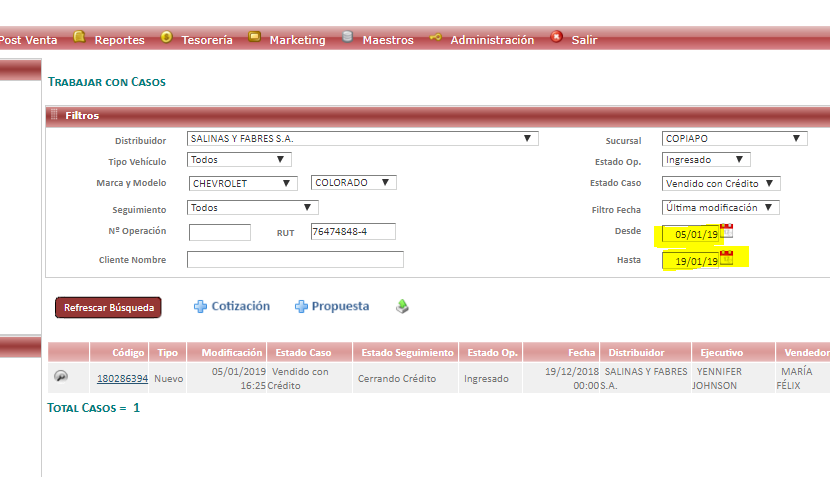 Post Venta Reportes Tesorería Marketing Maestros Administración Salir
Trabajar con Casos
Filtros
Distribuidor SALINAS Y FABRES S.A. Sucursal COPIAPO
Tipo Vehículo Todos Estado Op. Ingresado
Marca y Modelo CHEVROLET COLORADO Estado Caso Vendido con Crédito
Seguimiento Todos Filtro Fecha Última modificación
Nº Operación RUT 76474848-4 Desde 05/01/19
Cliente Nombre Hasta 19/01/19
Refrescar Búsqueda Cotización Propuesta
Código Tipo Modificación Estado Caso Estado Seguimiento Estado Op. Fecha Distribuidor Ejecutivo Vendedor
180286394 Nuevo 05/01/2019 16:25 Vendido con Crédito Cerrando Crédito Ingresado 19/12/2018 00:00 SALINAS Y FABRES S.A. YENNIFER JOHNSON MARÍA FÉLIX
Total Casos = 1